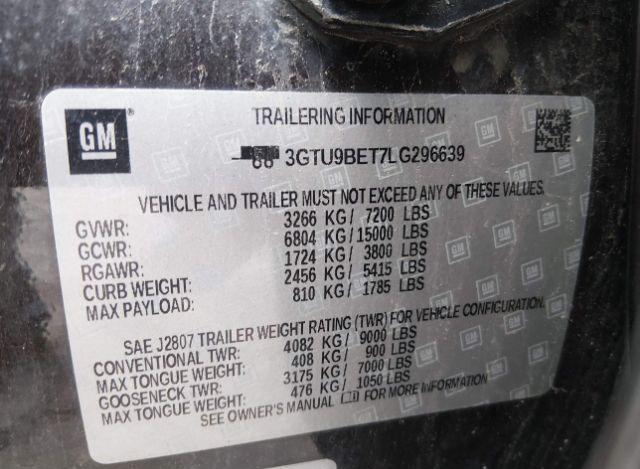 GM
TRAILERING INFORMATION
3GTU9BET7LG296639
VEHICLE AND TRAILER MUST NOT EXCEED ANY OF THESE VALUES.
GVWR: 3266 KG/ 7200 LBS
GCWR: 6804 KG/15000 LBS
RGAWR: 1724 KG/ 3800 LBS
CURB WEIGHT: 2456 KG/ 5415 LBS
MAX PAYLOAD: 810 KG/ 1785 LBS
SAE J2807 TRAILER WEIGHT RATING (TWR) FOR VEHICLE CONFIGURATION.
CONVENTIONAL TWR: 4082 KG/ 9000 LBS
MAX TONGUE WEIGHT: 408 KG/ 900 LBS
GOOSENECK TWR: 3175 KG/ 7000 LBS
MAX TONGUE WEIGHT: 476 KG/ 1050 LBS
SEE OWNER'S MANUAL FOR MORE INFORMATION